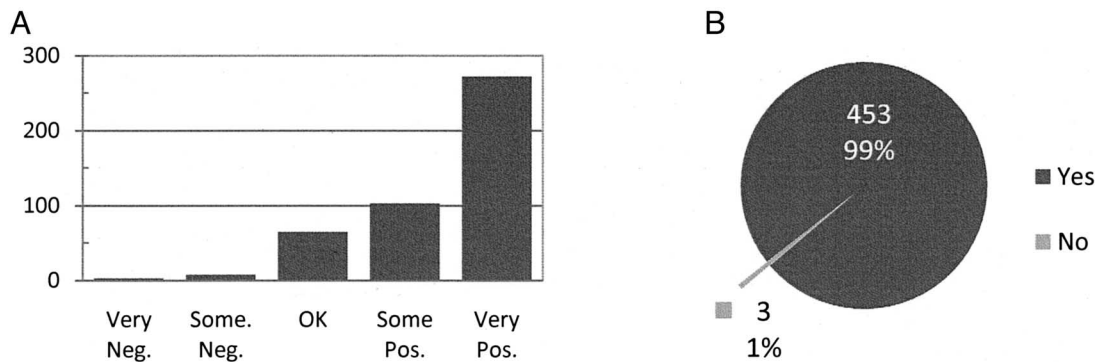 A
300
200
100
0
Very Neg.
Some. Neg.
OK
Some Pos.
Very Pos.
B
453
99%
3
1%
Yes
No